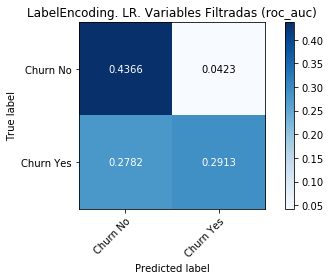 LabelEncoding. LR. Variables Filtradas (roc_auc)
True label
Churn No
Churn Yes
0.4366
0.0423
0.2782
0.2913
Churn No
Churn Yes
Predicted label
0.40
0.35
0.30
0.25
0.20
0.15
0.10
0.05